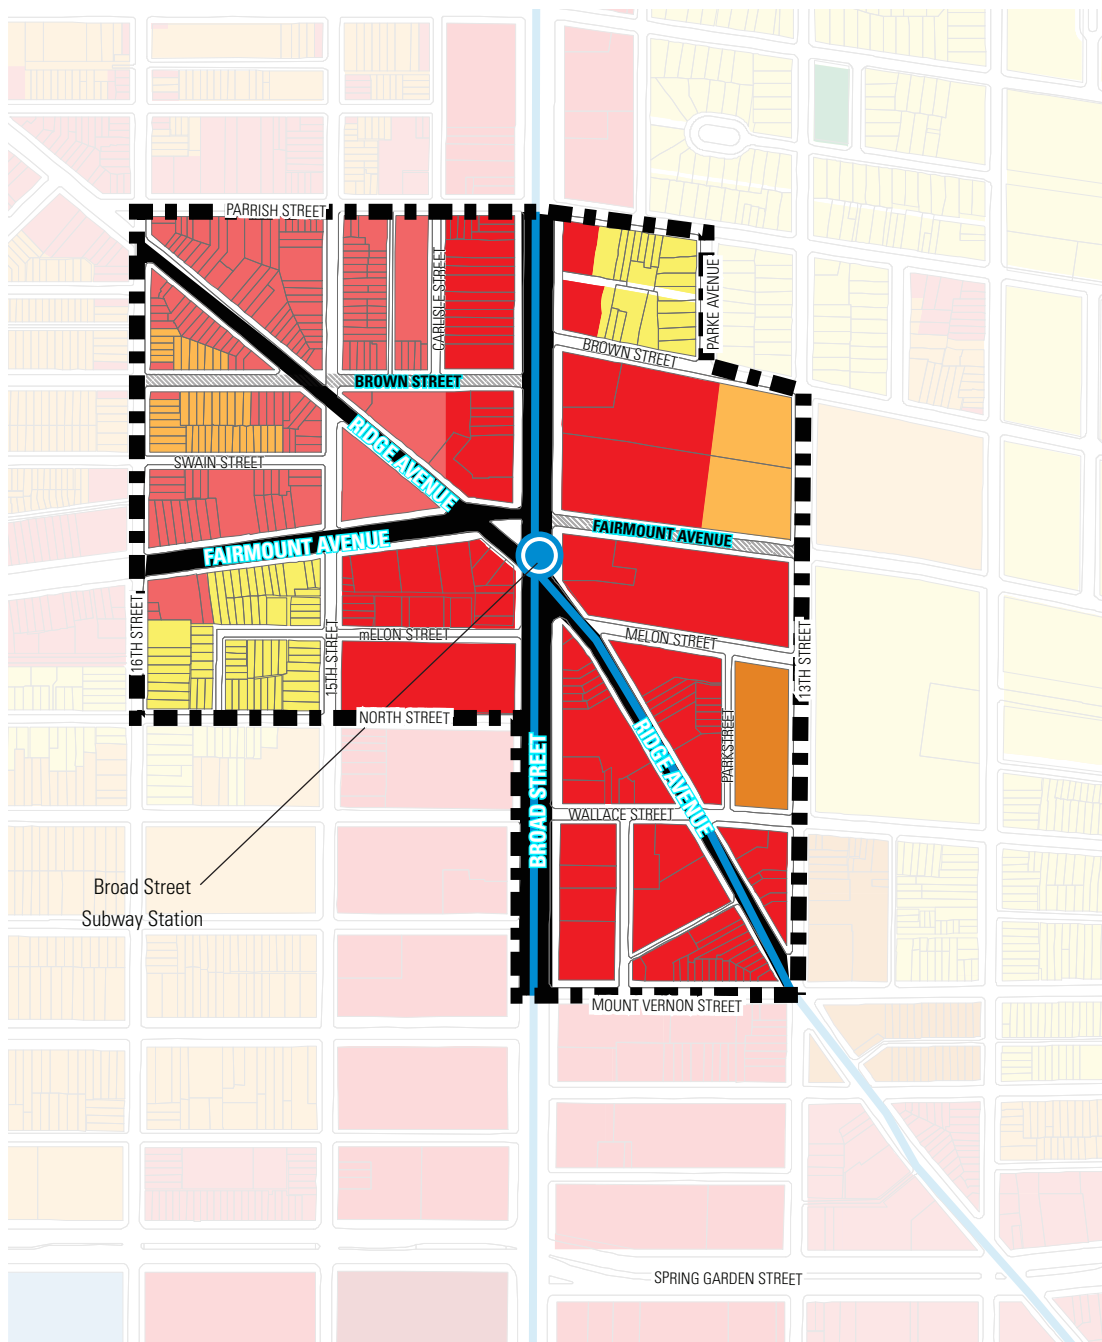 PARRISH STREET
CARLISLE STREET
PARKE AVENUE
BROWN STREET
BROWN STREET
RIDGE AVENUE
SWAIN STREET
FAIRMOUNT AVENUE
FAIRMOUNT AVENUE
16TH STREET
15TH STREET
mELON STREET
MELON STREET
13TH STREET
NORTH STREET
PARKSTREET
RIDGE AVENUE
BROAD STREET
WALLACE STREET
Broad Street
Subway Station
MOUNT VERNON STREET
SPRING GARDEN STREET